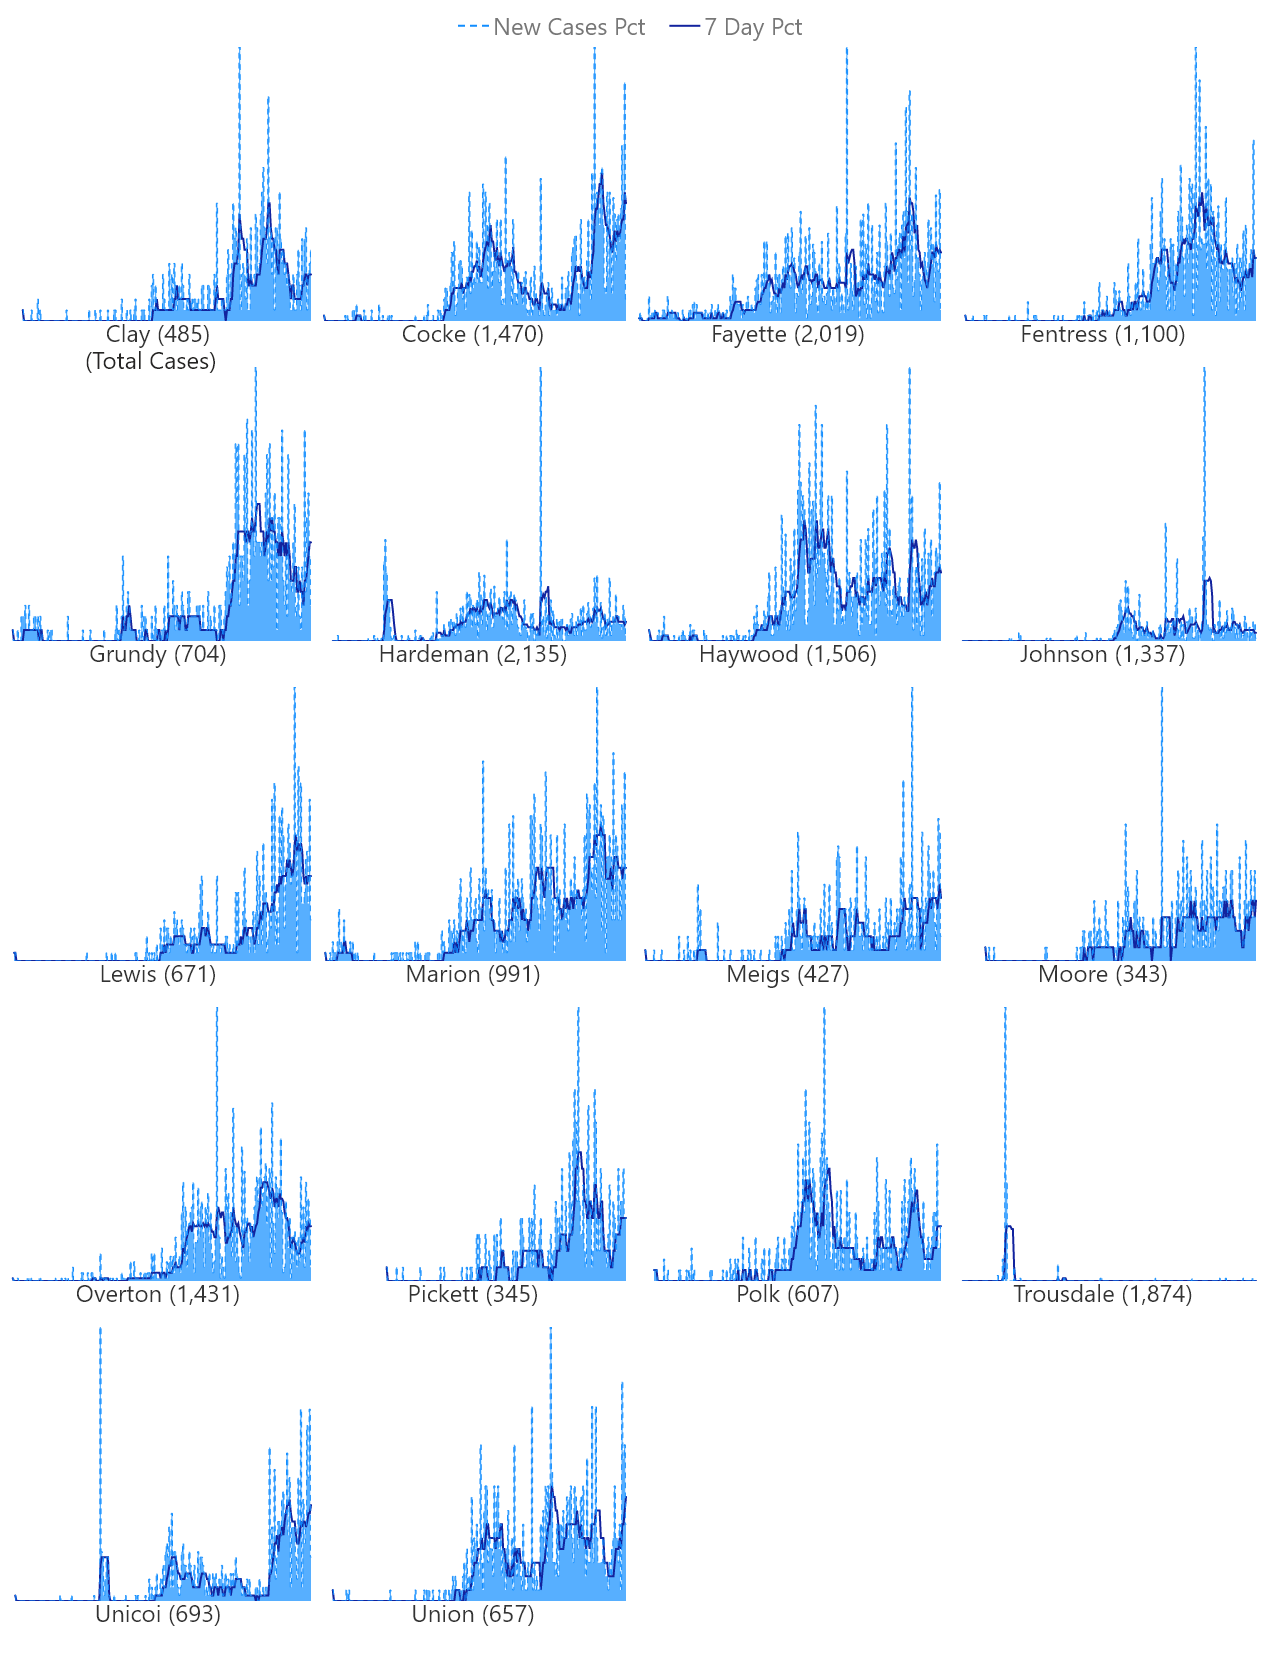 New Cases Pct 7 Day Pct
Clay (485) Cocke (1,470) Fayette (2,019) Fentress (1,100)
(Total Cases)
Grundy (704) Hardeman (2,135) Haywood (1,506) Johnson (1,337)
Lewis (671) Marion (991) Meigs (427) Moore (343)
Overton (1,431) Pickett (345) Polk (607) Trousdale (1,874)
Unicoi (693) Union (657)